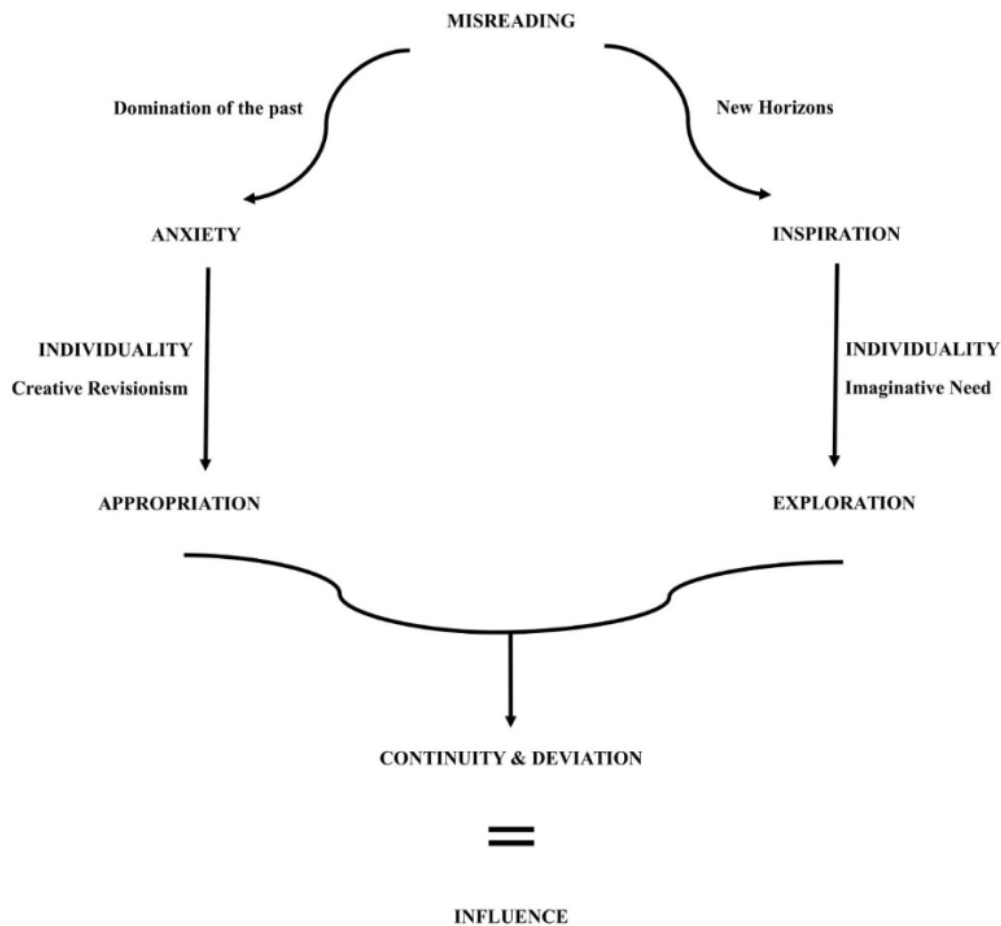 MISREADING
Domination of the past
New Horizons
ANXIETY
INSPIRATION
INDIVIDUALITY
Creative Revisionism
INDIVIDUALITY
Imaginative Need
APPROPRIATION
EXPLORATION
CONTINUITY & DEVIATION
=
INFLUENCE